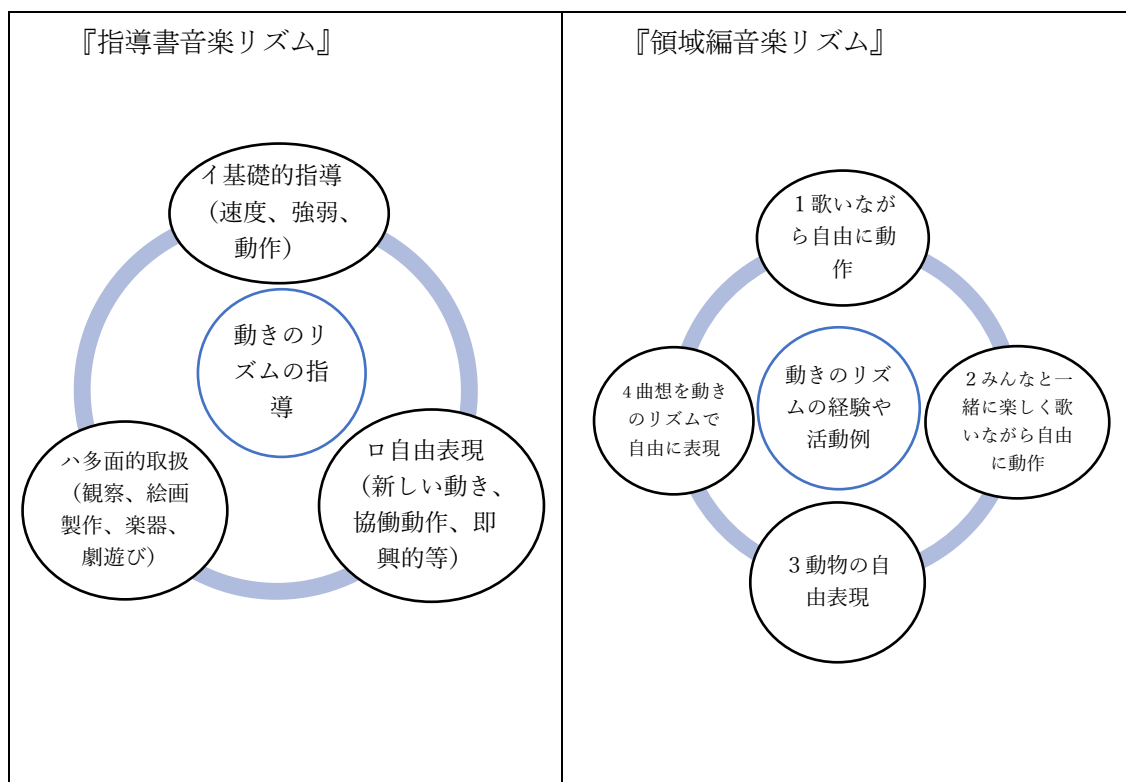 『指導書音楽リズム』
イ基礎的指導
（速度、強弱、
動作）
動きのリ
ズムの指
導
ハ多面的取扱
（観察、絵画
製作、楽器、
劇遊び）
ロ自由表現
（新しい動き、
協働動作、即
興的等）
『領域編音楽リズム』
１歌いなが
ら自由に動
作
動きのリズ
ムの経験や
活動例
４曲想を動き
のリズムで
自由に表現
２みんなと一
緒に楽しく歌
いながら自由
に動作
３動物の自
由表現